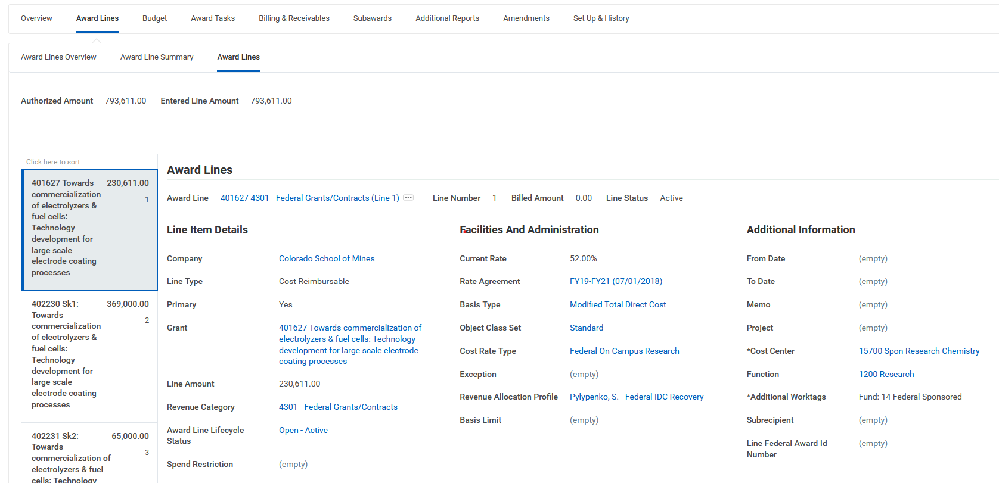 Overview Award Lines Budget Award Tasks Billing & Receivables Subawards Additional Reports Amendments Set Up & History
Award Lines Overview Award Line Summary Award Lines
Authorized Amount 793,611.00 Entered Line Amount 793,611.00
Click here to sort
401627 Towards 230,611.00
commercialization 1
of electrolyzers &
fuel cells:
Technology
development for
large scale
electrode coating
processes
402230 Sk1: 369,000.00
Towards 2
commercialization
of electrolyzers &
fuel cells:
Technology
development for
large scale
electrode coating
processes
402231 Sk2: 65,000.00
Towards 3
commercialization of
electrolyzers & fuel
cells: Technology
Award Lines
Award Line 401627 4301 - Federal Grants/Contracts (Line 1) Line Number 1 Billed Amount 0.00 Line Status Active
Line Item Details
Company Colorado School of Mines
Line Type Cost Reimbursable
Primary Yes
Grant 401627 Towards commercialization of
electrolyzers & fuel cells: Technology
development for large scale electrode
coating processes
Line Amount 230,611.00
Revenue Category 4301 - Federal Grants/Contracts
Award Line Lifecycle Open - Active
Status
Spend Restriction (empty)
Facilities And Administration
Current Rate 52.00%
Rate Agreement FY19-FY21 (07/01/2018)
Basis Type Modified Total Direct Cost
Object Class Set Standard
Cost Rate Type Federal On-Campus Research
Exception (empty)
Revenue Allocation Profile Pylypenko, S. - Federal IDC Recovery
Basis Limit (empty)
Additional Information
From Date (empty)
To Date (empty)
Memo (empty)
Project (empty)
*Cost Center 15700 Spon Research Chemistry
Function 1200 Research
*Additional Worktags Fund: 14 Federal Sponsored
Subrecipient (empty)
Line Federal Award Id (empty)
Number